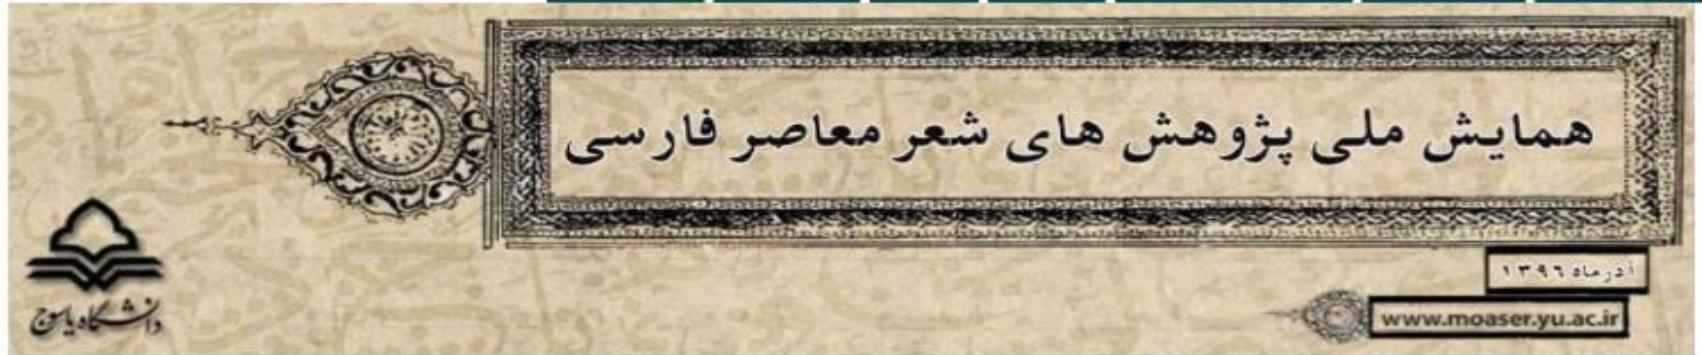 همایش ملی پژوهش های شعر معاصر فارسی
آذر ماه ۱۳۹۶
www.moaser.yu.ac.ir
دانشگاه یاسوج